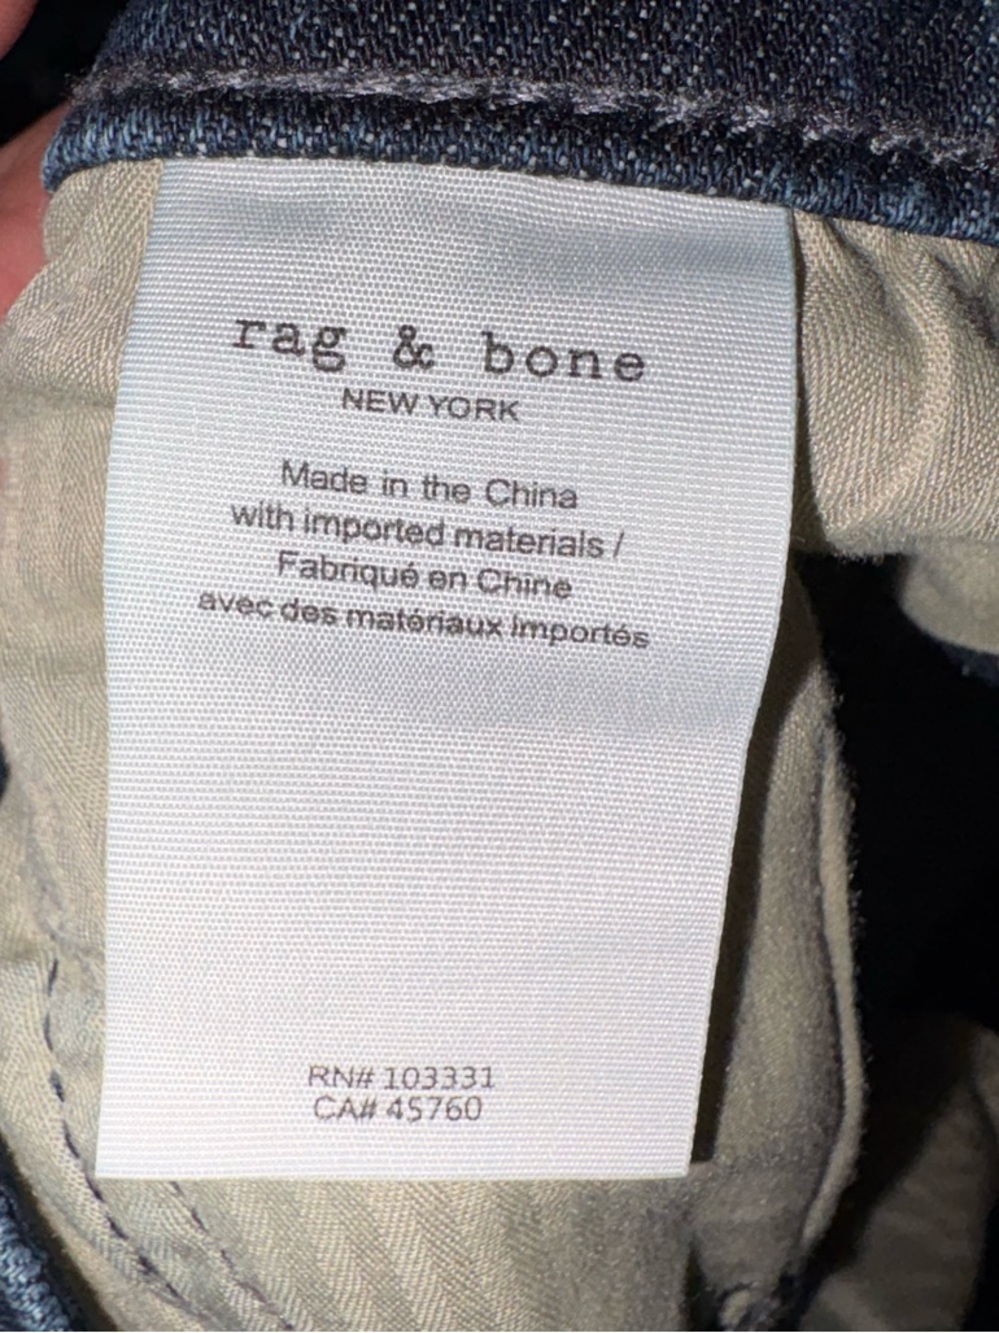 rag & bone
NEW YORK
Made in the China
with imported materials /
Fabriqué en Chine
avec des matériaux importés
RN# 103331
CA# 45760